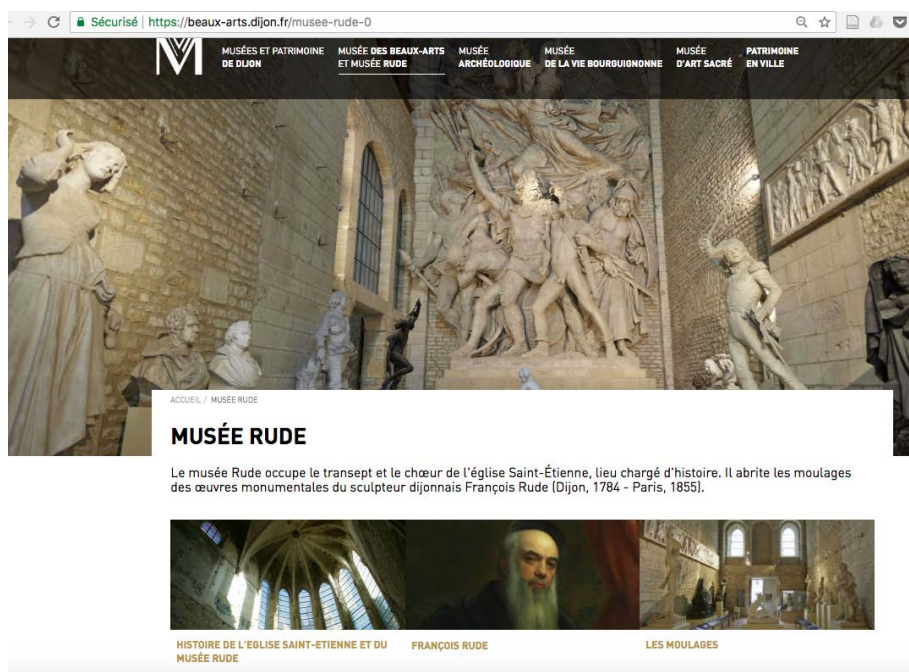 Sécurisé | https://beaux-arts.dijon.fr/musee-rude-0
MUSÉES ET PATRIMOINE
DE DIJON
MUSÉE DES BEAUX-ARTS
ET MUSÉE RUDE
MUSÉE
ARCHÉOLOGIQUE
MUSÉE
DE LA VIE BOURGUIGNONNE
MUSÉE
D'ART SACRÉ
PATRIMOINE
EN VILLE
ACCUEIL / MUSÉE RUDE
MUSÉE RUDE
Le musée Rude occupe le transept et le chœur de l'église Saint-Étienne, lieu chargé d'histoire. Il abrite les moulages
des œuvres monumentales du sculpteur dijonnais François Rude (Dijon, 1784 - Paris, 1855).
HISTOIRE DE L'EGLISE SAINT-ETIENNE ET DU
MUSÉE RUDE
FRANÇOIS RUDE
LES MOULAGES